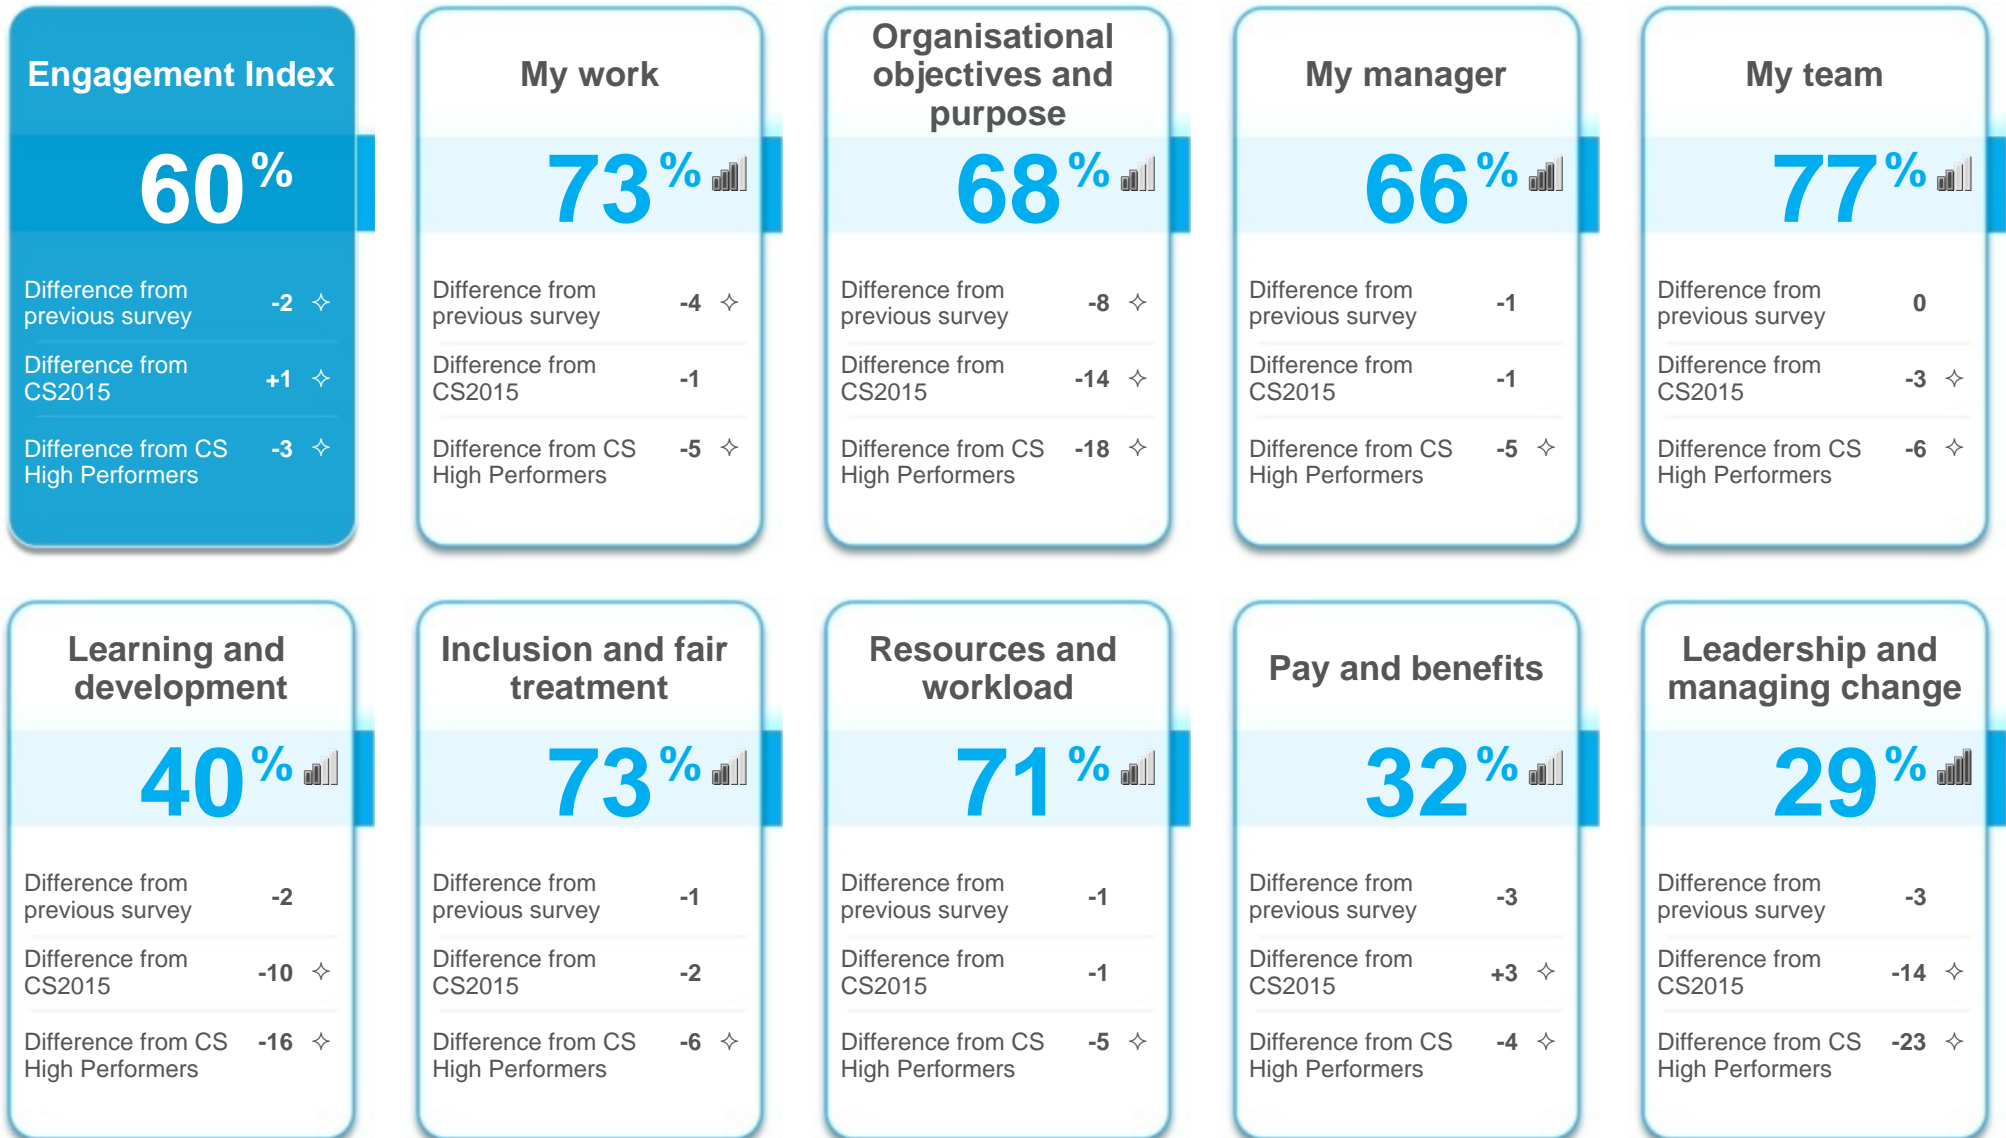 Engagement Index
60%
Difference from
previous survey -2 ✧
Difference from
CS2015 +1 ✧
Difference from CS
High Performers -3 ✧
My work
73%
Difference from
previous survey -4 ✧
Difference from
CS2015 -1
Difference from CS
High Performers -5 ✧
Organisational
objectives and
purpose
68%
Difference from
previous survey -8 ✧
Difference from
CS2015 -14 ✧
Difference from CS
High Performers -18 ✧
My manager
66%
Difference from
previous survey -1
Difference from
CS2015 -1
Difference from CS
High Performers -5 ✧
My team
77%
Difference from
previous survey 0
Difference from
CS2015 -3 ✧
Difference from CS
High Performers -6 ✧
Learning and
development
40%
Difference from
previous survey -2
Difference from
CS2015 -10 ✧
Difference from CS
High Performers -16 ✧
Inclusion and fair
treatment
73%
Difference from
previous survey -1
Difference from
CS2015 -2
Difference from CS
High Performers -6 ✧
Resources and
workload
71%
Difference from
previous survey -1
Difference from
CS2015 -1
Difference from CS
High Performers -5 ✧
Pay and benefits
32%
Difference from
previous survey -3
Difference from
CS2015 +3 ✧
Difference from CS
High Performers -4 ✧
Leadership and
managing change
29%
Difference from
previous survey -3
Difference from
CS2015 -14 ✧
Difference from CS
High Performers -23 ✧